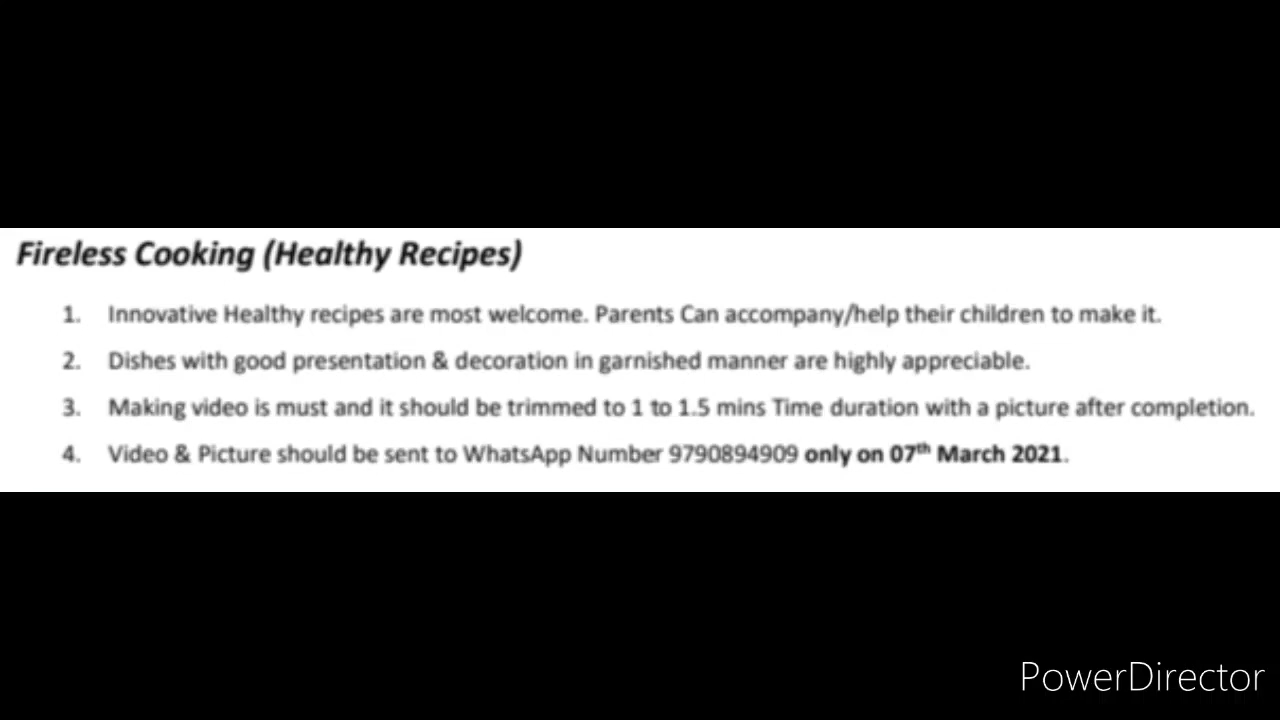 Fireless Cooking (Healthy Recipes)
1. Innovative Healthy recipes are most welcome. Parents Can accompany/help their children to make it.
2. Dishes with good presentation & decoration in garnished manner are highly appreciable.
3. Making video is must and it should be trimmed to 1 to 1.5 mins Time duration with a picture after completion.
4. Video & Picture should be sent to WhatsApp Number 9790894909 only on 07th March 2021.
PowerDirector